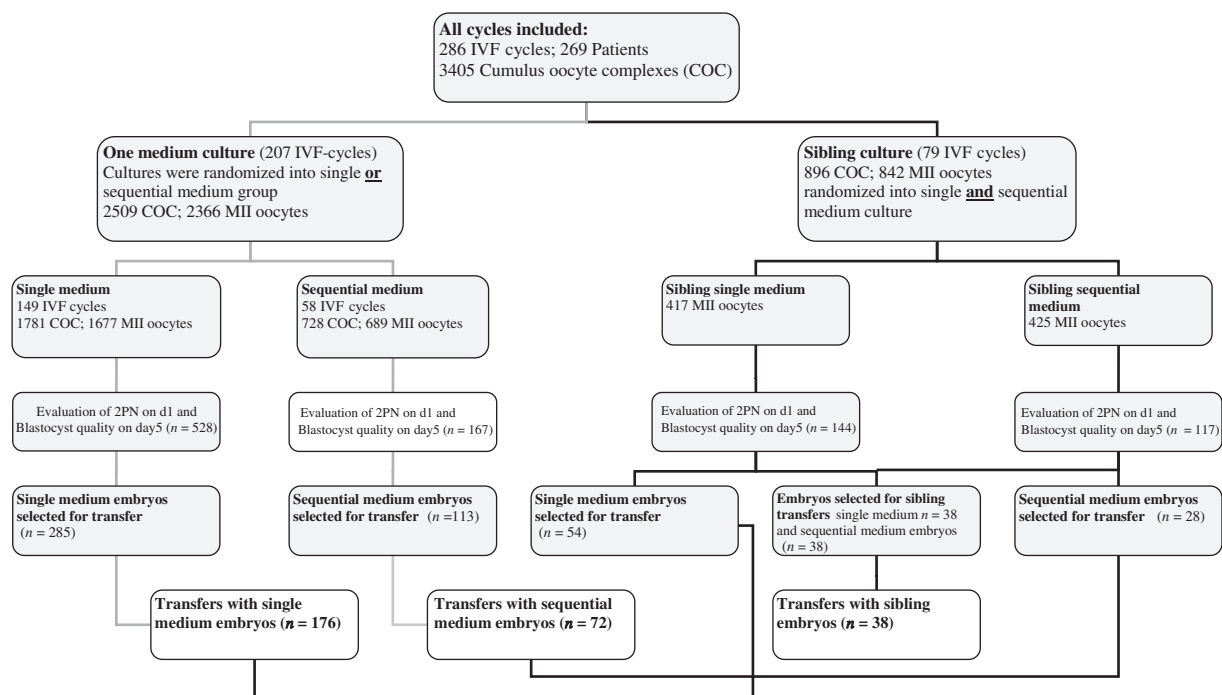 All cycles included:
286 IVF cycles; 269 Patients
3405 Cumulus oocyte complexes (COC)
One medium culture (207 IVF-cycles)
Cultures were randomized into single or
sequential medium group
2509 COC; 2366 MII oocytes
Sibling culture (79 IVF cycles)
896 COC; 842 MII oocytes
randomized into single and sequential
medium culture
Single medium
149 IVF cycles
1781 COC; 1677 MII oocytes
Sequential medium
58 IVF cycles
728 COC; 689 MII oocytes
Sibling single medium
417 MII oocytes
Sibling sequential
medium
425 MII oocytes
Evaluation of 2PN on d1 and
Blastocyst quality on day5 (n = 528)
Evaluation of 2PN on d1 and
Blastocyst quality on day5 (n = 167)
Evaluation of 2PN on d1 and
Blastocyst quality on day5 (n = 144)
Evaluation of 2PN on d1 and
Blastocyst quality on day5 (n = 117)
Single medium embryos
selected for transfer
(n = 285)
Sequential medium embryos
selected for transfer (n =113)
Single medium embryos
selected for transfer
(n = 54)
Embryos selected for sibling
transfers single medium n = 38
and sequential medium embryos
(n = 38)
Sequential medium embryos
selected for transfer (n = 28)
Transfers with single
medium embryos (n = 176)
Transfers with sequential
medium embryos (n = 72)
Transfers with sibling
embryos (n = 38)